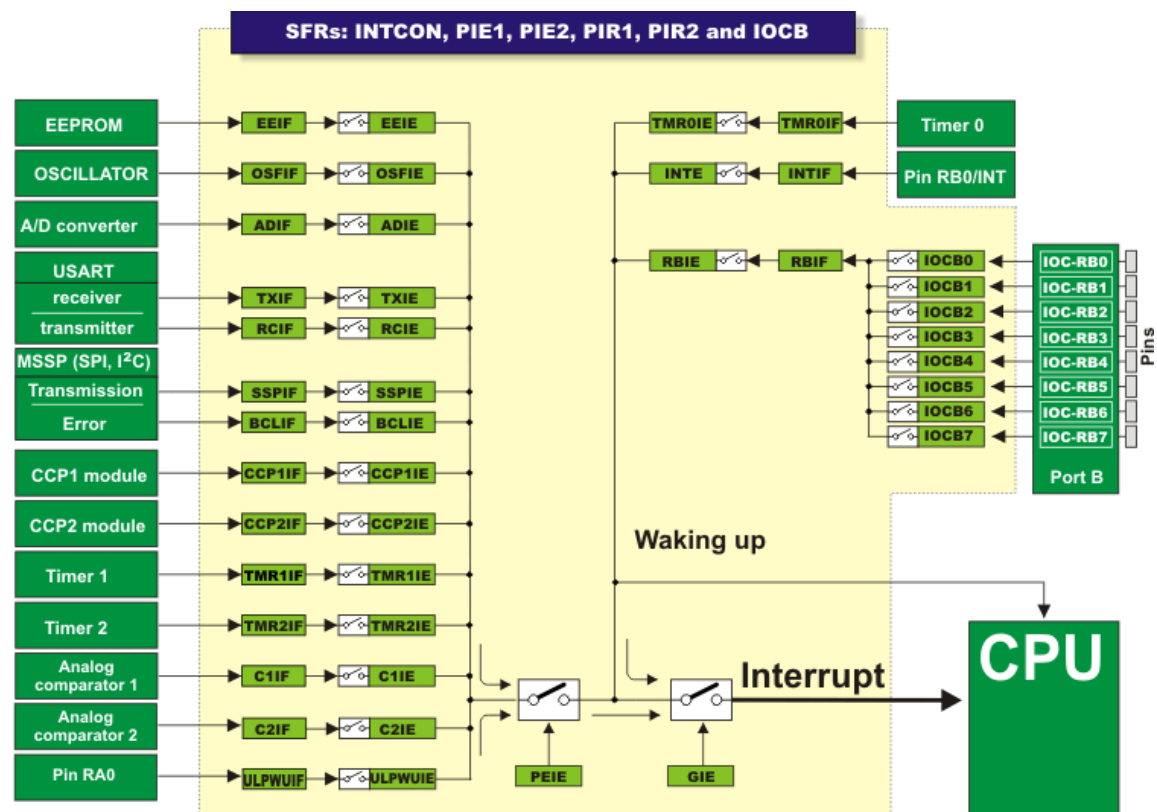 SFRs: INTCON, PIE1, PIE2, PIR1, PIR2 and IOCB
EEPROM
EEIF
EEIE
TMR0IE
TMR0IF
Timer 0
OSCILLATOR
OSFIF
OSFIE
INTE
INTIF
Pin RB0/INT
A/D converter
ADIF
ADIE
RBIE
RBIF
IOCB0
IOC-RB0
IOCB1
IOC-RB1
IOCB2
IOC-RB2
IOCB3
IOC-RB3
IOCB4
IOC-RB4
IOCB5
IOC-RB5
IOCB6
IOC-RB6
IOCB7
IOC-RB7
Pins
Port B
USART
receiver
TXIF
TXIE
transmitter
RCIF
RCIE
MSSP (SPI, I²C)
Transmission
SSPIF
SSPIE
Error
BCLIF
BCLIE
CCP1 module
CCP1IF
CCP1IE
CCP2 module
CCP2IF
CCP2IE
Timer 1
TMR1IF
TMR1IE
Timer 2
TMR2IF
TMR2IE
Analog
comparator 1
C1IF
C1IE
Analog
comparator 2
C2IF
C2IE
Pin RA0
ULPWUIF
ULPWUIE
PEIE
GIE
Waking up
Interrupt
CPU